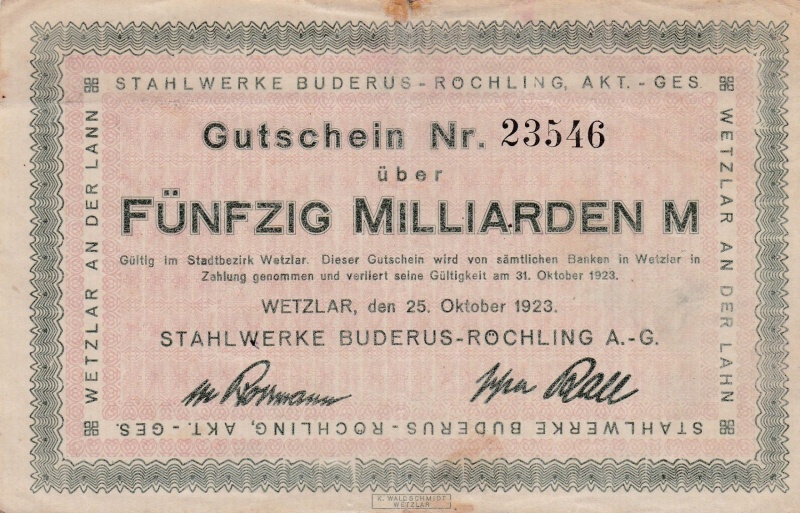 STAHLWERKE BUDERUS-RÖCHLING, AKT.-GES.
WETZLAR AN DER LANN
WETZLAR AN DER LAHN
Gutschein Nr. 23546
über
FÜNFZIG MILLIARDEN M
Gültig im Stadtbezirk Wetzlar. Dieser Gutschein wird von sämtlichen Banken in Wetzlar in
Zahlung genommen und verliert seine Gültigkeit am 31. Oktober 1923.
WETZLAR, den 25. Oktober 1923.
STAHLWERKE BUDERUS-RÖCHLING A.-G.
STAHLWERKE BUDERUS-RÖCHLING, AKT.-GES.
K. WALDSCHMIDT
WETZLAR